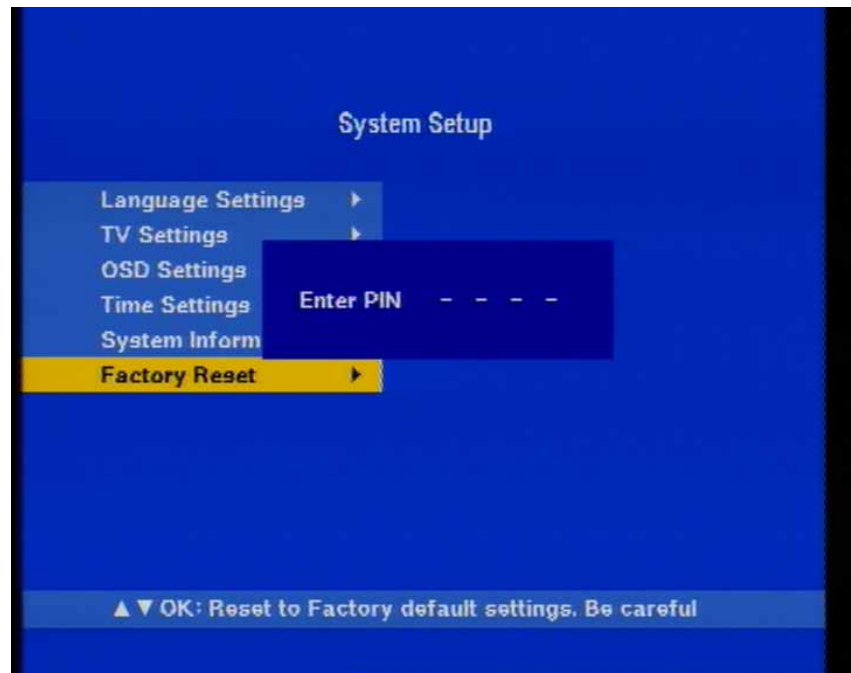 System Setup
Language Settings
TV Settings
OSD Settings
Time Settings
System Inform
Factory Reset
Enter PIN - - - -
▲▼OK: Reset to Factory default settings. Be careful